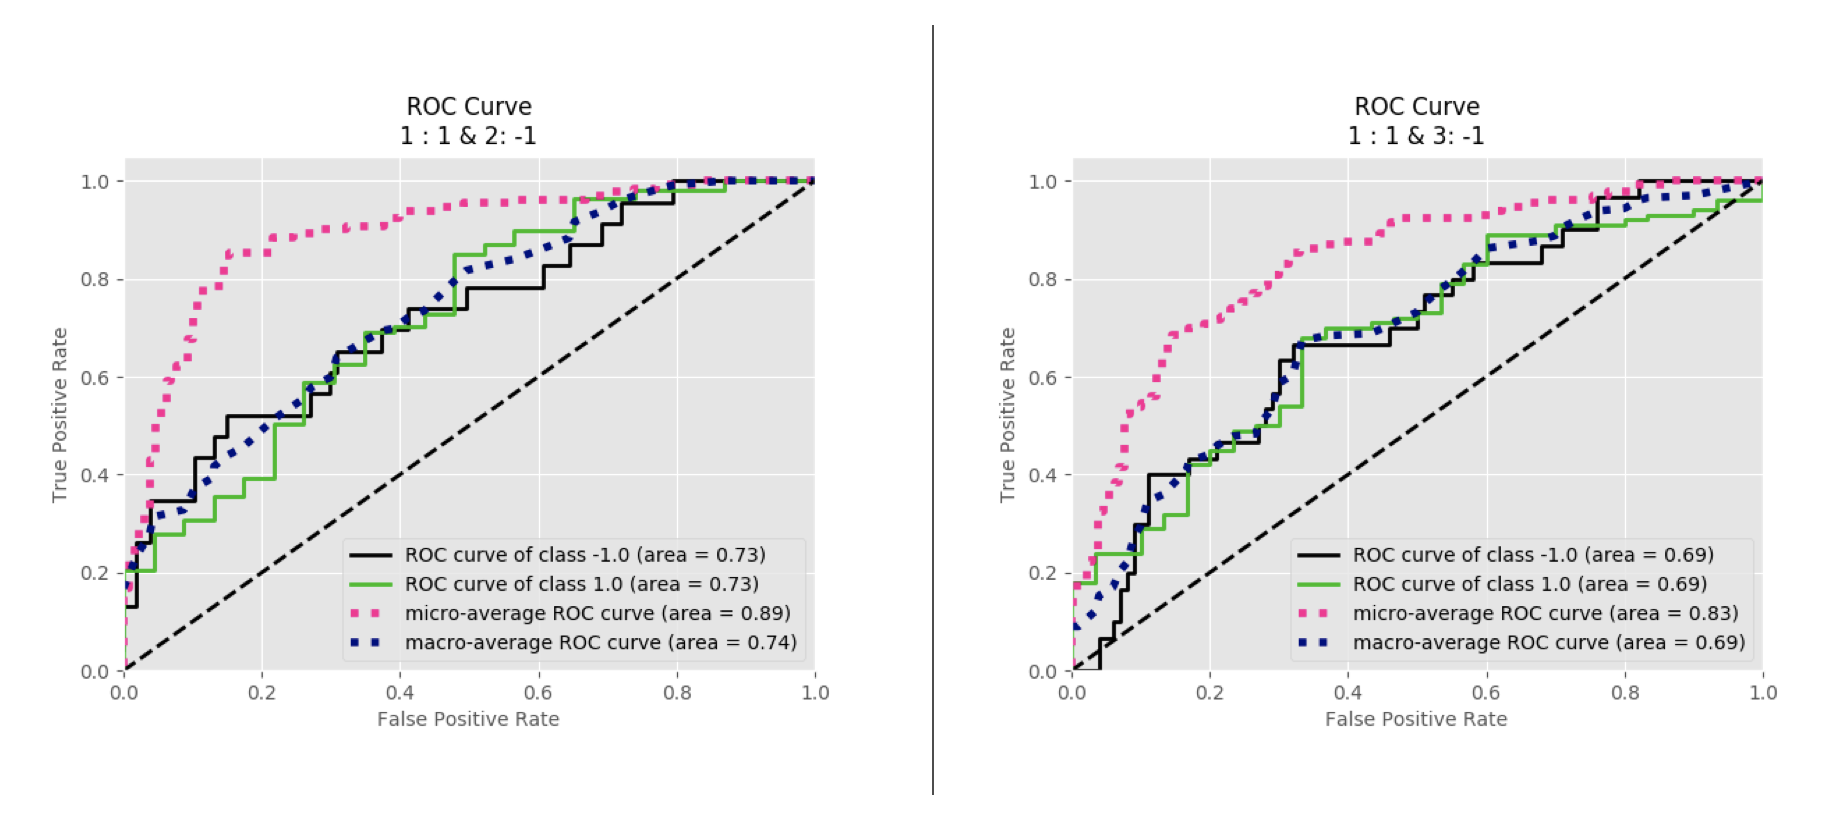 ROC Curve
1 : 1 & 2: -1
True Positive Rate
1.0
0.8
0.6
0.4
0.2
0.0
ROC curve of class -1.0 (area = 0.73)
ROC curve of class 1.0 (area = 0.73)
micro-average ROC curve (area = 0.89)
macro-average ROC curve (area = 0.74)
0.0 0.2 0.4 0.6 0.8 1.0
False Positive Rate
ROC Curve
1 : 1 & 3: -1
True Positive Rate
1.0
0.8
0.6
0.4
0.2
0.0
ROC curve of class -1.0 (area = 0.69)
ROC curve of class 1.0 (area = 0.69)
micro-average ROC curve (area = 0.83)
macro-average ROC curve (area = 0.69)
0.0 0.2 0.4 0.6 0.8 1.0
False Positive Rate